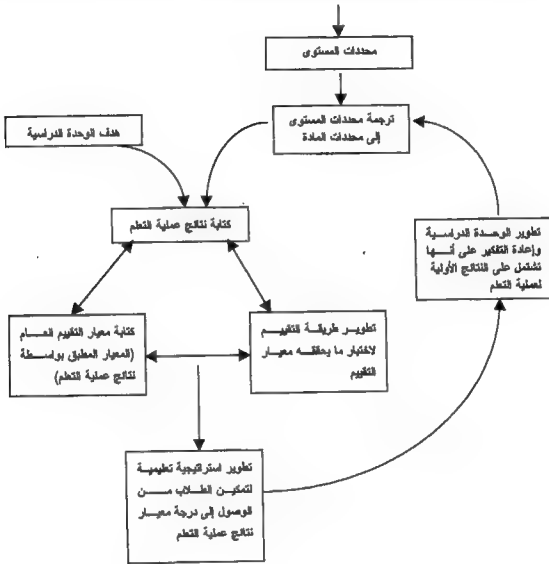 محددات المستوى
ترجمة محددات المستوى
إلى محددات المادة
هدف الوحدة الدراسية
كتابة نتائج عملية التعلم
تطوير الوحدة الدراسية
وإعادة التفكير على أنها
تشتمل على النتائج الأولية
لعملية التعلم
كتابة معيار التقييم العام
(المعيار المطبق بواسطة
نتائج عملية التعلم)
تطوير طريقة التقييم
لاختبار ما يحققه معيار
التقييم
تطوير استراتيجية تعليمية
لتمكين الطلاب من
الوصول إلى درجة معيار
نتائج عملية التعلم